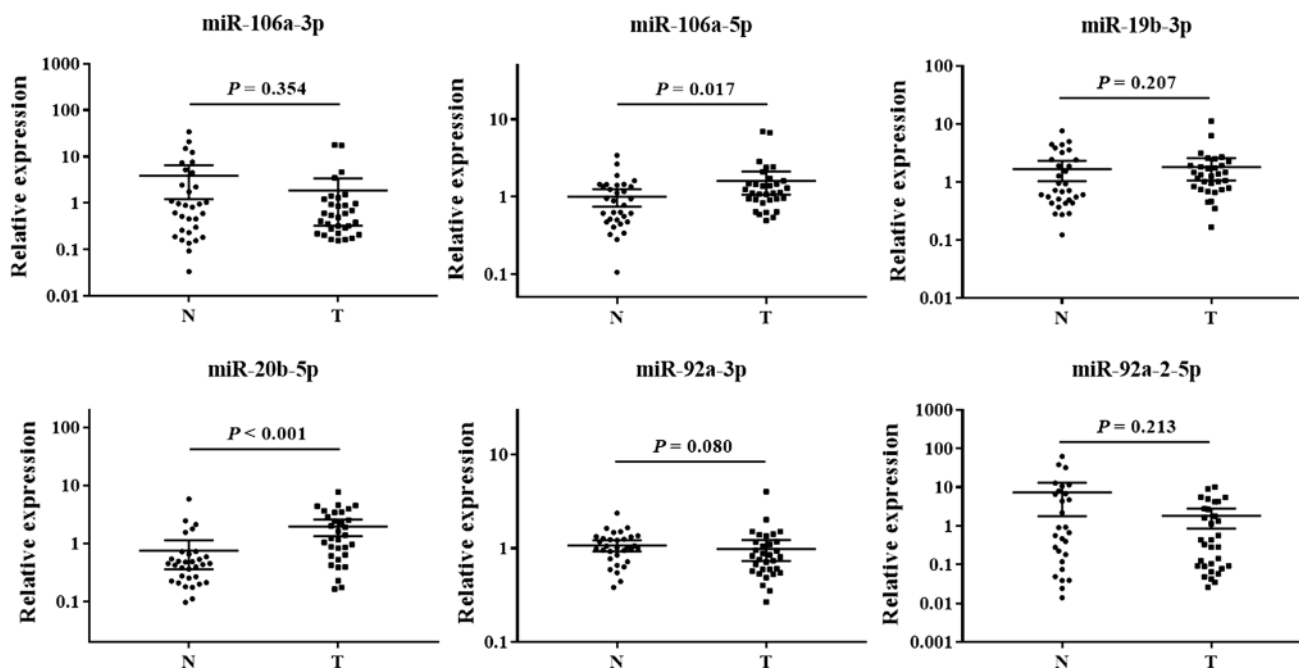 miR-106a-3p
Relative expression
1000
100
10
1
0.1
0.01
P = 0.354
N T
miR-106a-5p
Relative expression
10
1
0.1
P = 0.017
N T
miR-19b-3p
Relative expression
100
10
1
0.1
0.01
P = 0.207
N T
miR-20b-5p
Relative expression
100
10
1
0.1
P < 0.001
N T
miR-92a-3p
Relative expression
10
1
0.1
P = 0.080
N T
miR-92a-2-5p
Relative expression
1000
100
10
1
0.1
0.01
0.001
P = 0.213
N T